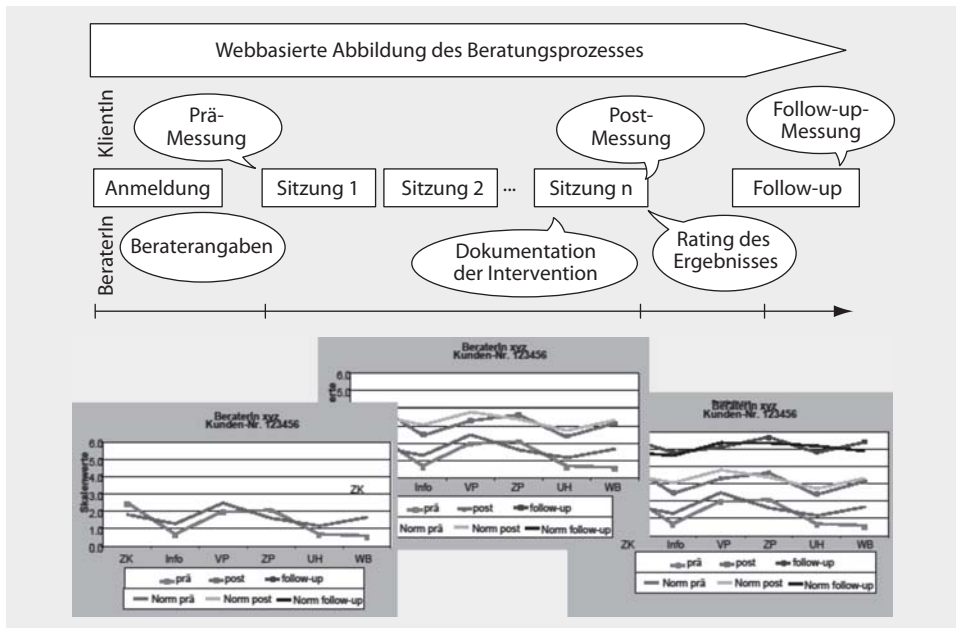 Webbasierte Abbildung des Beratungsprozesses
KlientIn
Prä-
Messung
Post-
Messung
Follow-up-
Messung
Anmeldung
Sitzung 1
Sitzung 2
...
Sitzung n
Follow-up
BeraterIn
Beraterangaben
Dokumentation
der Intervention
Rating des
Ergebnisses
BeraterIn xyz
Kunden-Nr. 123456
6.0
5.0
4.0
3.0
2.0
1.0
0.0
Skalenwerte
ZK
Info
VP
ZP
UH
WB
prä
post
follow-up
Norm prä
Norm post
Norm follow-up
BeraterIn xyz
Kunden-Nr. 123456
6.0
5.0
erte
ZK
Info
VP
ZP
UH
WB
prä
post
follow-up
Norm prä
Norm post
Norm follow-up
BeraterIn xyz
Kunden-Nr. 123456
ZK
Info
VP
ZP
UH
WB
prä
post
follow-up
Norm prä
Norm post
Norm follow-up